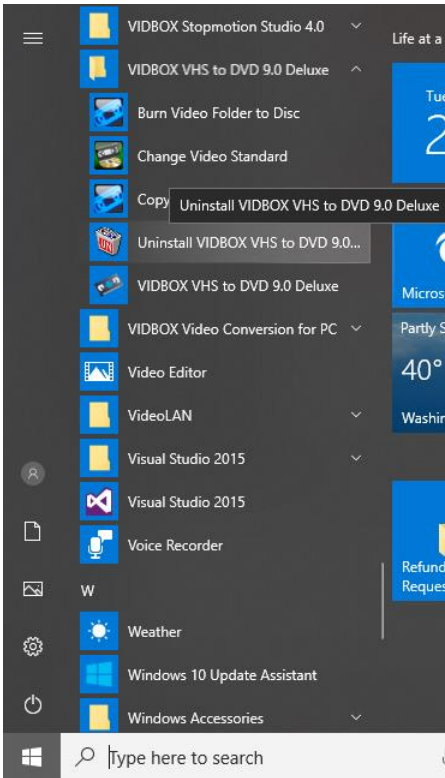 VIDBOX Stopmotion Studio 4.0
Life at a
VIDBOX VHS to DVD 9.0 Deluxe
Tue
Burn Video Folder to Disc
2
Change Video Standard
Copy
Uninstall VIDBOX VHS to DVD 9.0 Deluxe
Uninstall VIDBOX VHS to DVD 9.0...
VIDBOX VHS to DVD 9.0 Deluxe
Micros
VIDBOX Video Conversion for PC
Partly S
Video Editor
40°
VideoLAN
Washin
Visual Studio 2015
Visual Studio 2015
Voice Recorder
Refund
Reques
W
Weather
Windows 10 Update Assistant
Windows Accessories
Type here to search